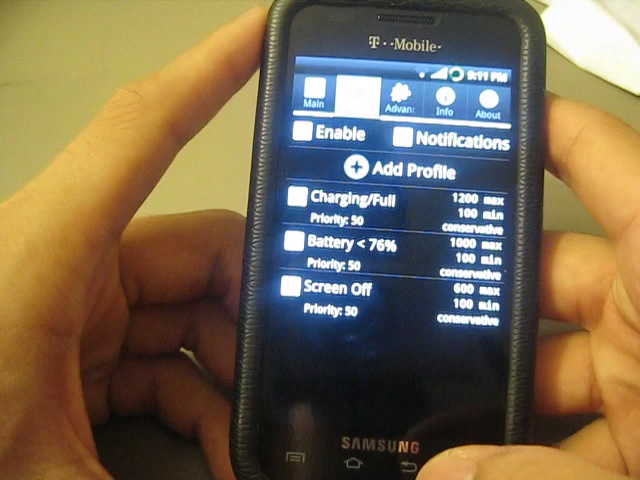 T··Mobile·
9:11 PM
Main Advan Info About
Enable Notifications
Add Profile
Charging/Full 1200 max
100 min
Priority: 50 conservative
Battery < 76% 1000 max
100 min
Priority: 50 conservative
Screen Off 600 max
100 min
Priority: 50 conservative
SAMSUNG